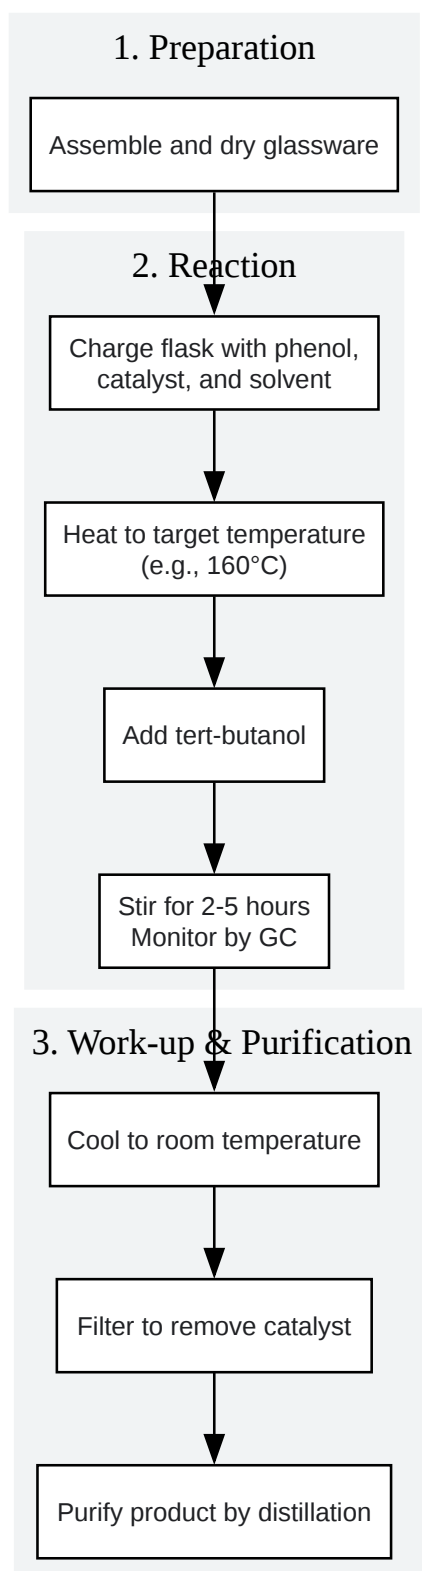 1. Preparation
Assemble and dry glassware
2. Reaction
Charge flask with phenol,
catalyst, and solvent
Heat to target temperature
(e.g., 160°C)
Add tert-butanol
Stir for 2-5 hours
Monitor by GC
3. Work-up & Purification
Cool to room temperature
Filter to remove catalyst
Purify product by distillation